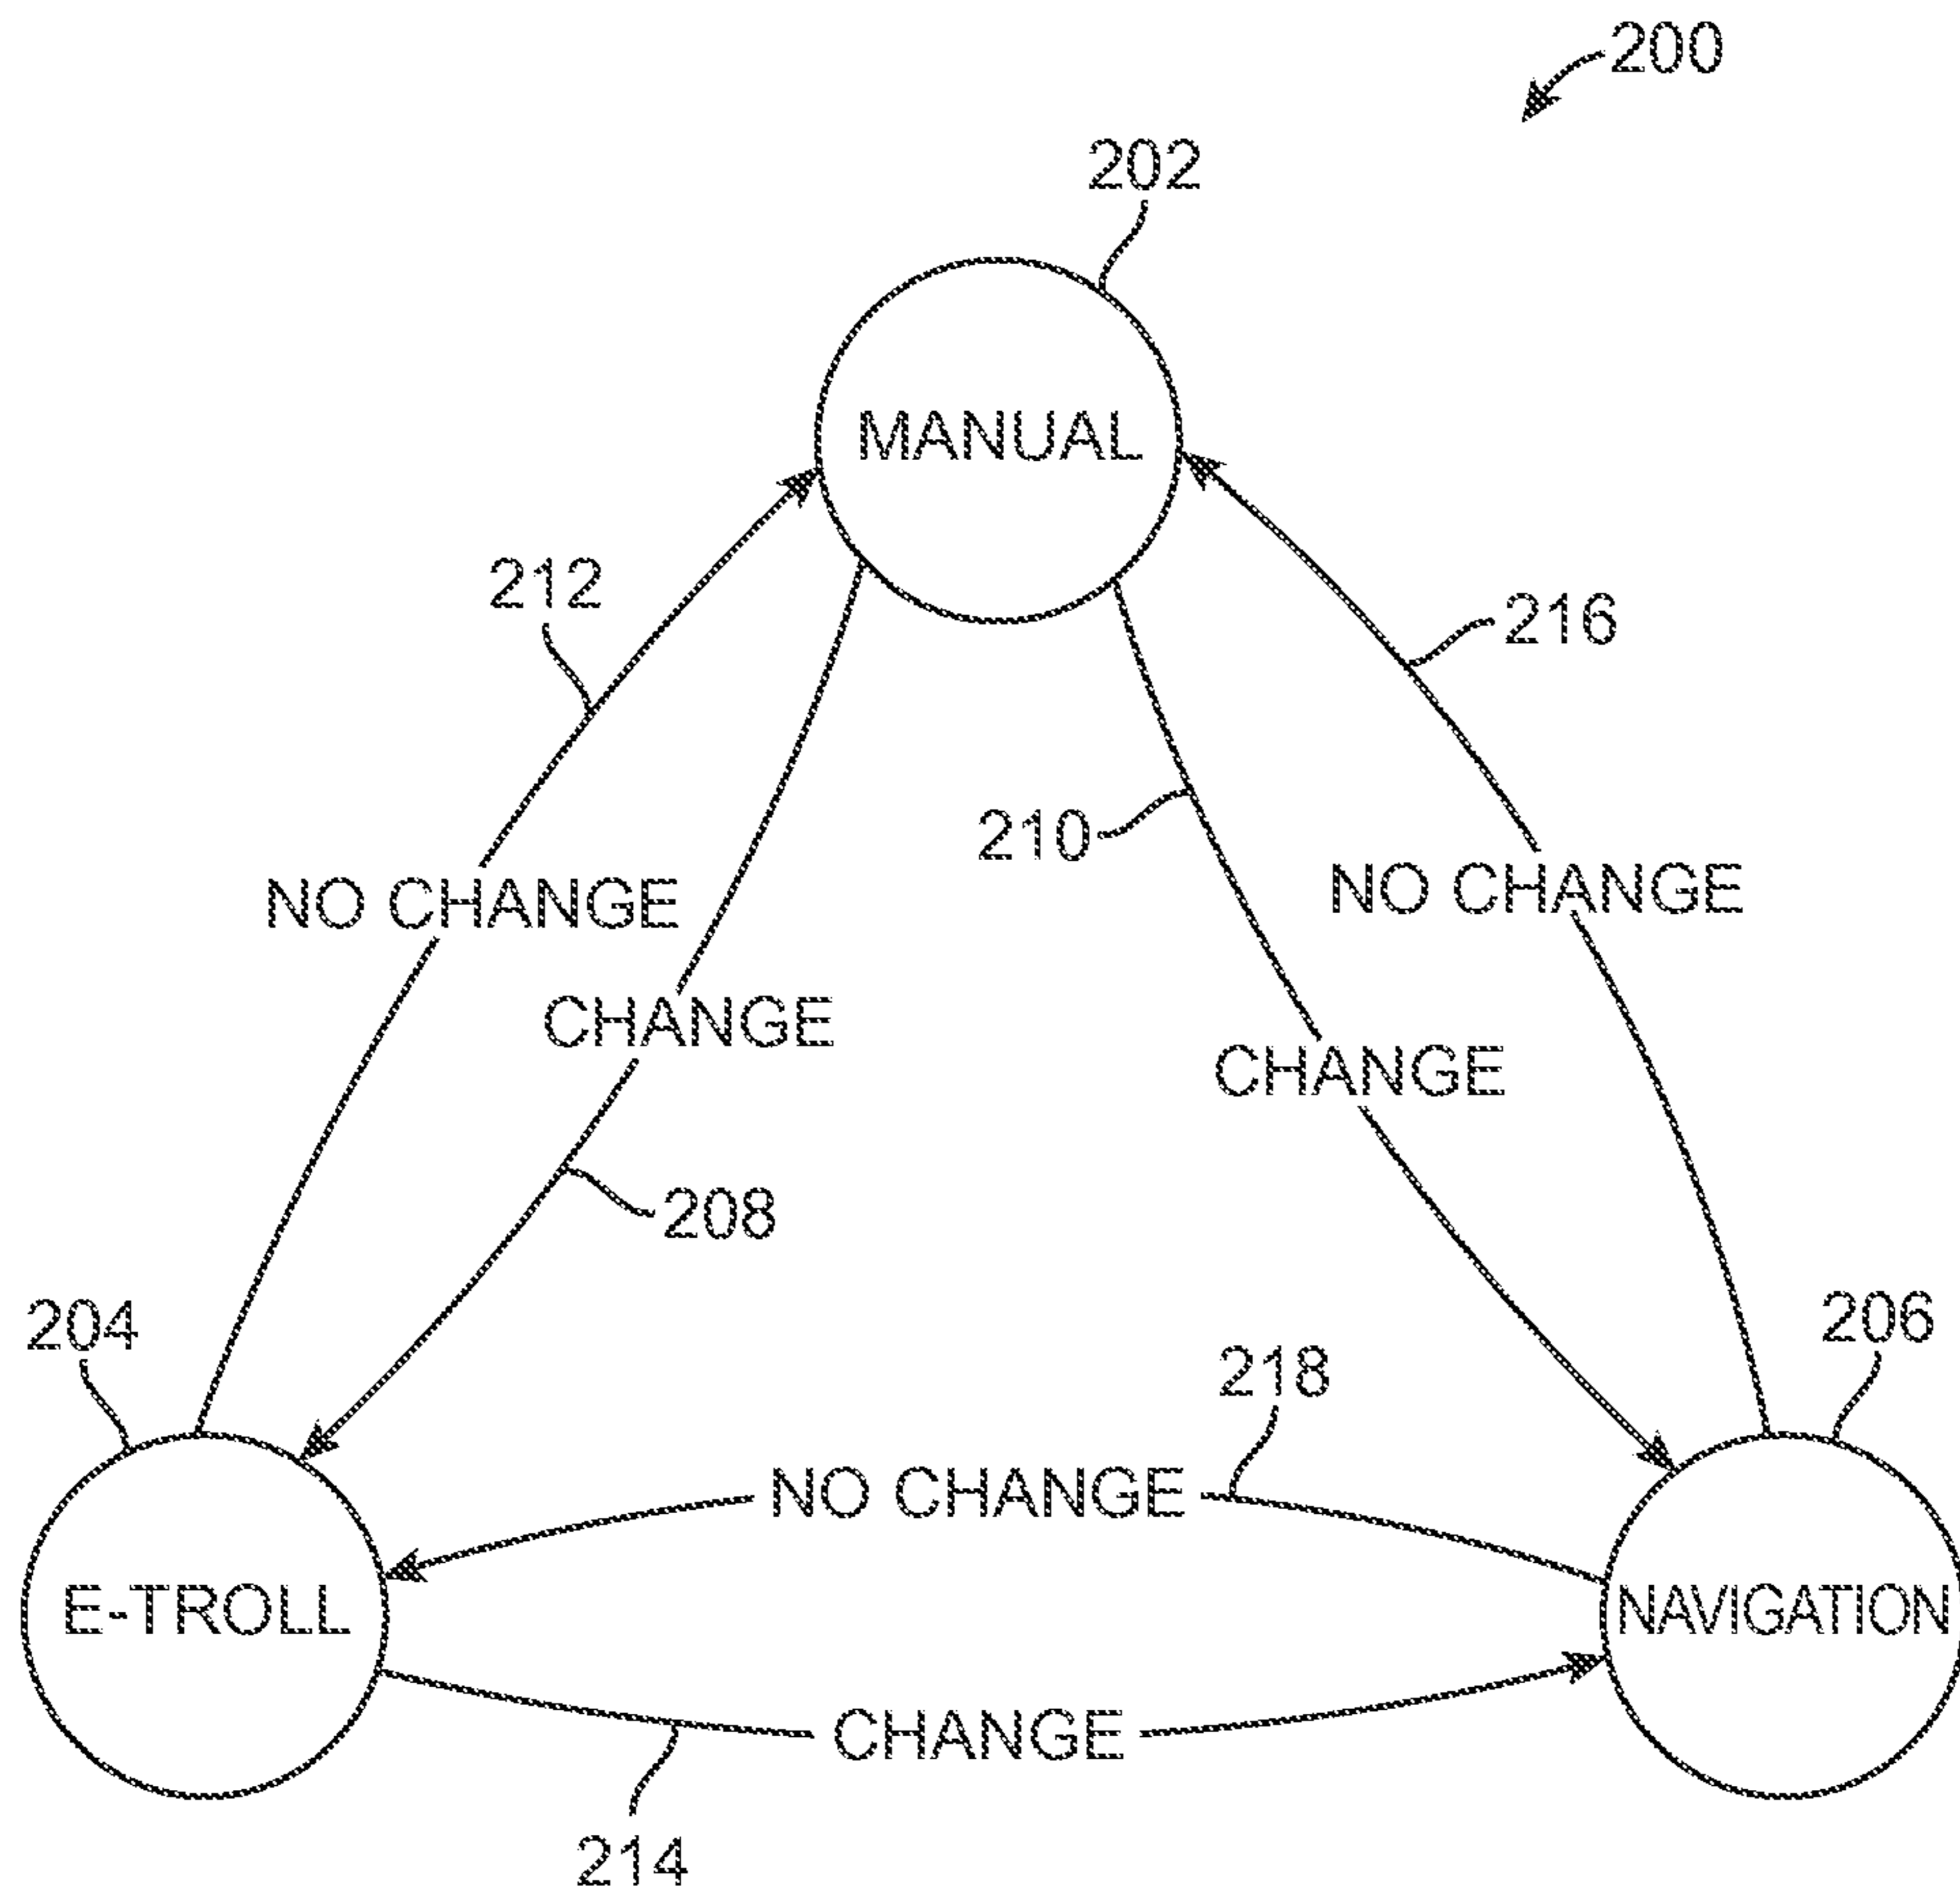 200
202
MANUAL
212
216
210
NO CHANGE
NO CHANGE
CHANGE
CHANGE
208
204
206
218
NO CHANGE
E-TROLL
NAVIGATION
CHANGE
214